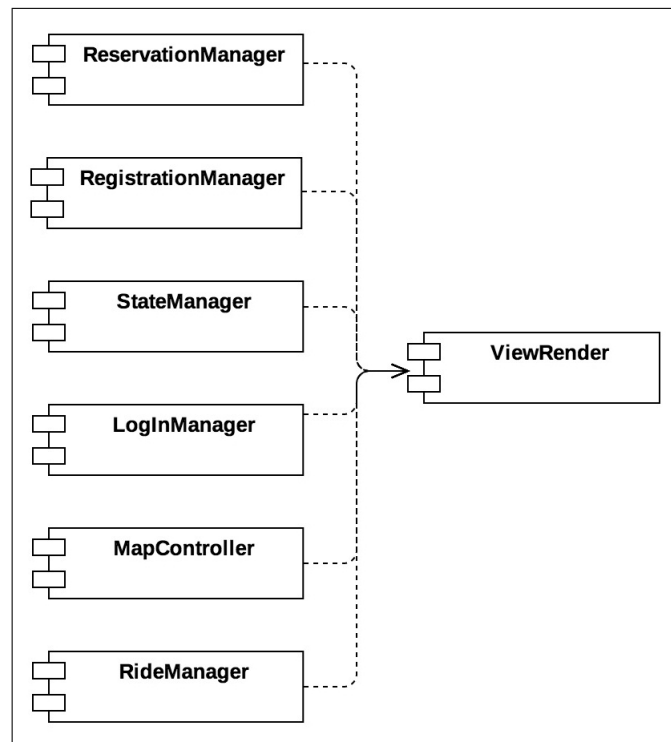 ReservationManager
RegistrationManager
StateManager
ViewRender
LogInManager
MapController
RideManager